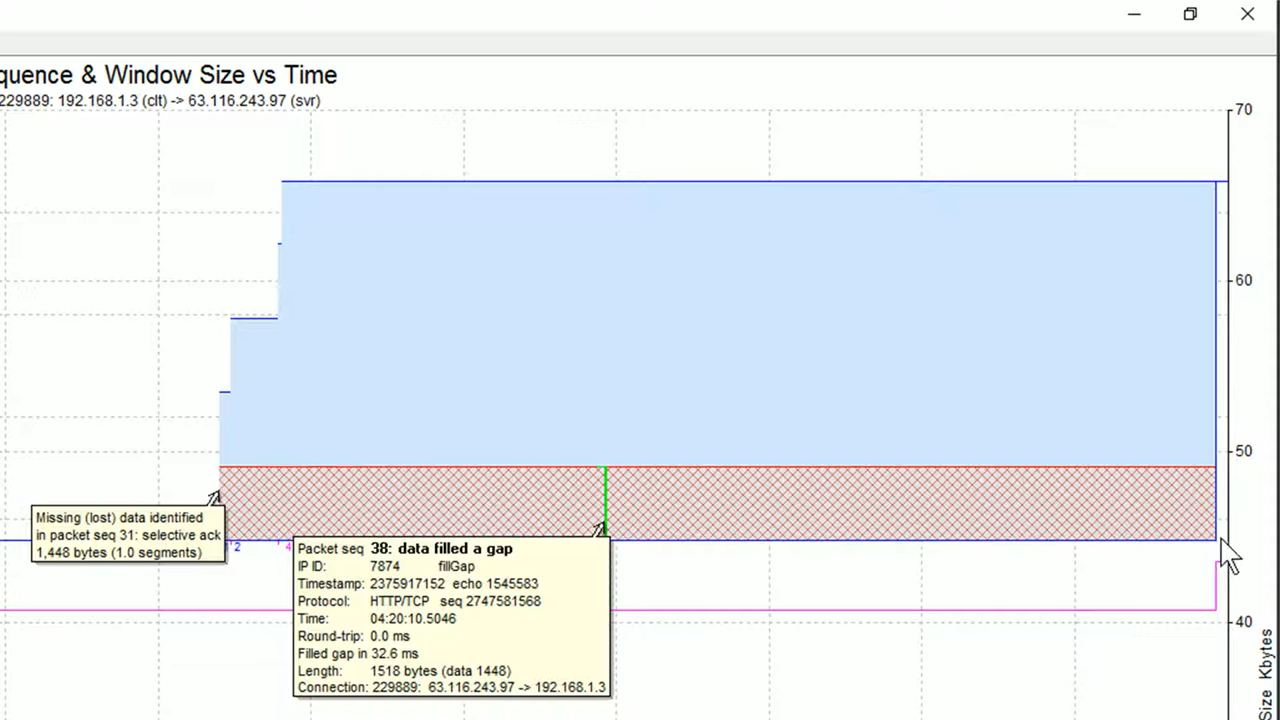 quence & Window Size vs Time
229889: 192.168.1.3 (clt) -> 63.116.243.97 (svr)
70
60
50
40
Size Kbytes
Missing (lost) data identified
in packet seq 31: selective ack
1,448 bytes (1.0 segments)
2
4
Packet seq 38: data filled a gap
IP ID: 7874 fillGap
Timestamp: 2375917152 echo 1545583
Protocol: HTTP/TCP seq 2747581568
Time: 04:20:10.5046
Round-trip: 0.0 ms
Filled gap in 32.6 ms
Length: 1518 bytes (data 1448)
Connection: 229889: 63.116.243.97 -> 192.168.1.3